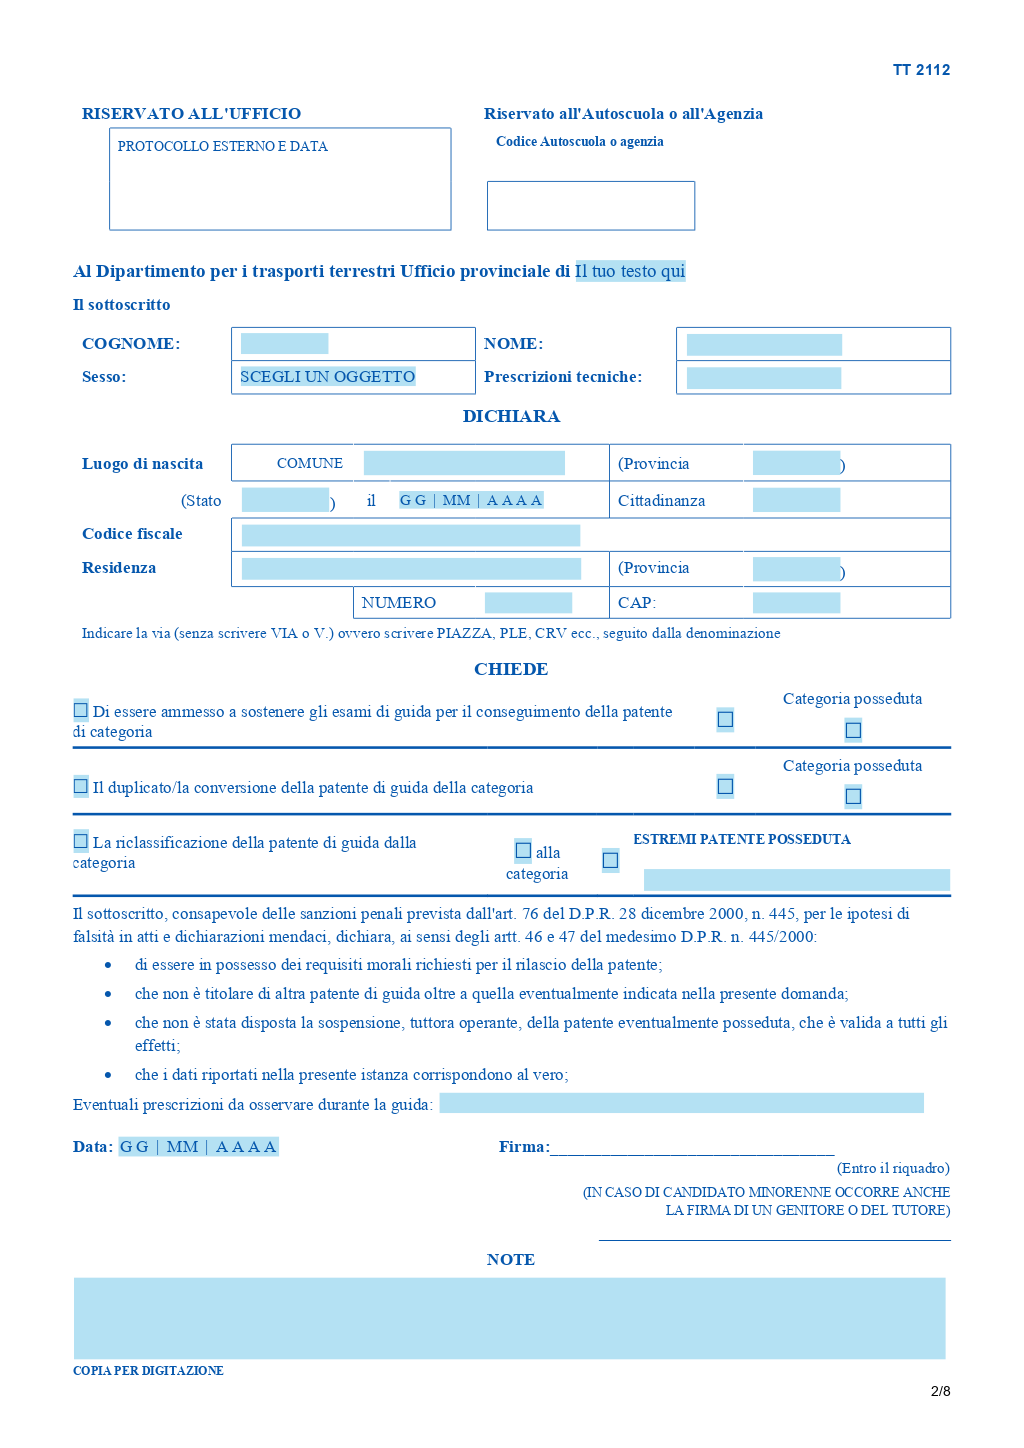 TT 2112
RISERVATO ALL'UFFICIO
Riservato all'Autoscuola o all'Agenzia
PROTOCOLLO ESTERNO E DATA
Codice Autoscuola o agenzia
Al Dipartimento per i trasporti terrestri Ufficio provinciale di Il tuo testo qui
Il sottoscritto
COGNOME: NOME:
Sesso: SCEGLI UN OGGETTO Prescrizioni tecniche:
DICHIARA
Luogo di nascita COMUNE (Provincia )
(Stato ) il G G | MM | A A A A Cittadinanza
Codice fiscale
Residenza (Provincia )
NUMERO CAP:
Indicare la via (senza scrivere VIA o V.) ovvero scrivere PIAZZA, PLE, CRV ecc., seguito dalla denominazione
CHIEDE
Categoria posseduta
☐ Di essere ammesso a sostenere gli esami di guida per il conseguimento della patente ☐
di categoria ☐
Categoria posseduta
☐ Il duplicato/la conversione della patente di guida della categoria ☐
☐
☐ La riclassificazione della patente di guida dalla
categoria
☐ alla
categoria
☐
ESTREMI PATENTE POSSEDUTA
Il sottoscritto, consapevole delle sanzioni penali prevista dall'art. 76 del D.P.R. 28 dicembre 2000, n. 445, per le ipotesi di
falsità in atti e dichiarazioni mendaci, dichiara, ai sensi degli artt. 46 e 47 del medesimo D.P.R. n. 445/2000:
• di essere in possesso dei requisiti morali richiesti per il rilascio della patente;
• che non è titolare di altra patente di guida oltre a quella eventualmente indicata nella presente domanda;
• che non è stata disposta la sospensione, tuttora operante, della patente eventualmente posseduta, che è valida a tutti gli
effetti;
• che i dati riportati nella presente istanza corrispondono al vero;
Eventuali prescrizioni da osservare durante la guida:
Data: G G | MM | A A A A Firma:__________________________________
(Entro il riquadro)
(IN CASO DI CANDIDATO MINORENNE OCCORRE ANCHE
LA FIRMA DI UN GENITORE O DEL TUTORE)
NOTE
COPIA PER DIGITAZIONE
2/8